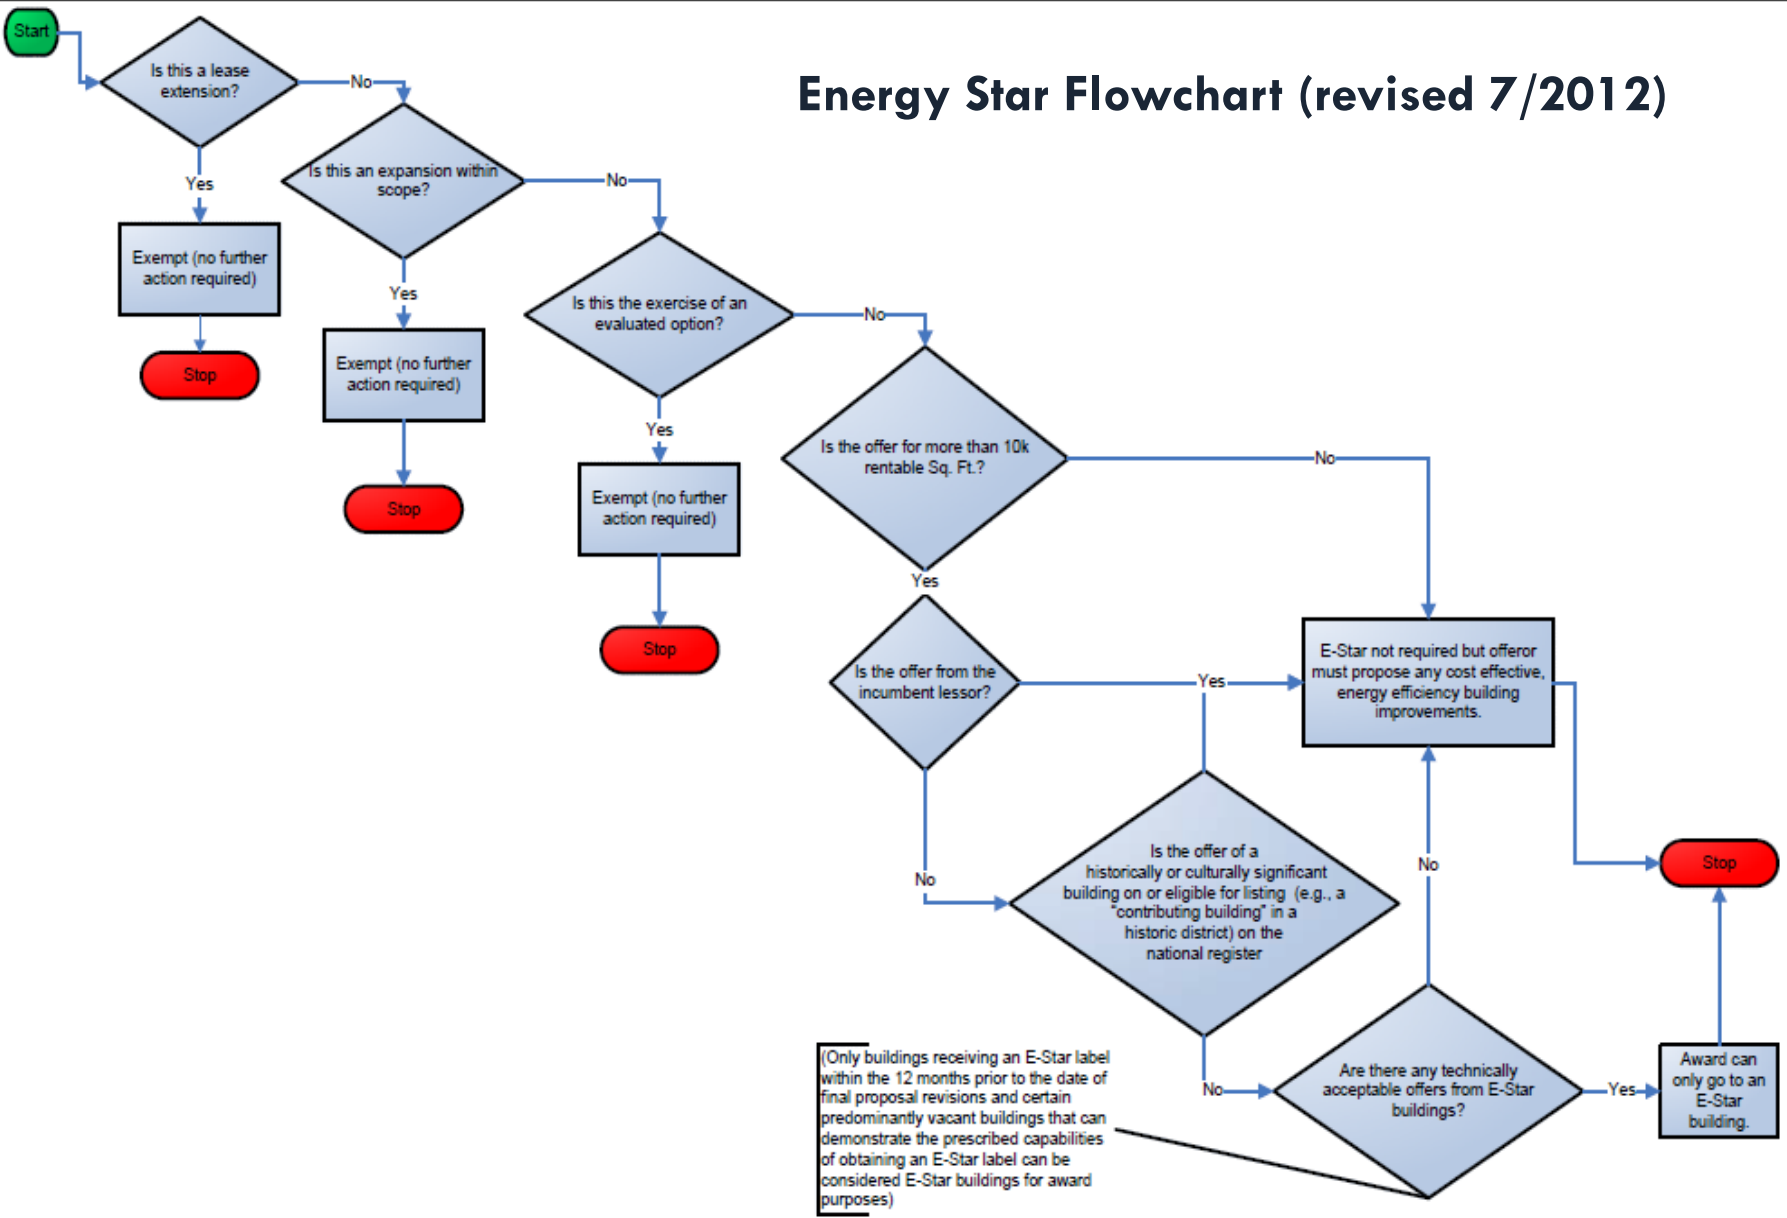 Start
Energy Star Flowchart (revised 7/2012)
Is this a lease
extension?
No
Yes
Exempt (no further
action required)
Stop
Is this an expansion within
scope?
No
Yes
Exempt (no further
action required)
Stop
Is this the exercise of an
evaluated option?
No
Yes
Exempt (no further
action required)
Stop
Is the offer for more than 10k
rentable Sq. Ft.?
No
Yes
Is the offer from the
incumbent lessor?
Yes
No
E-Star not required but offeror
must propose any cost effective,
energy efficiency building
improvements.
Is the offer of a
historically or culturally significant
building on or eligible for listing (e.g., a
"contributing building" in a
historic district) on the
national register
No
No
Stop
Are there any technically
acceptable offers from E-Star
buildings?
Yes
Award can
only go to an
E-Star
building.
(Only buildings receiving an E-Star label
within the 12 months prior to the date of
final proposal revisions and certain
predominantly vacant buildings that can
demonstrate the prescribed capabilities
of obtaining an E-Star label can be
considered E-Star buildings for award
purposes)